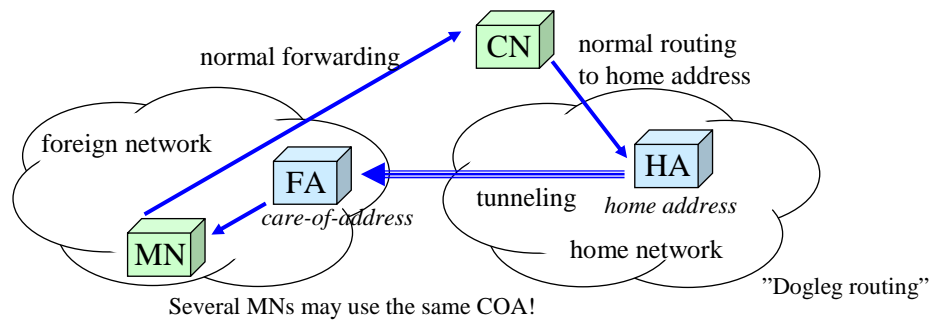 CN
normal forwarding
normal routing
to home address
foreign network
FA
HA
care-of-address
tunneling
home address
MN
home network
”Dogleg routing”
Several MNs may use the same COA!